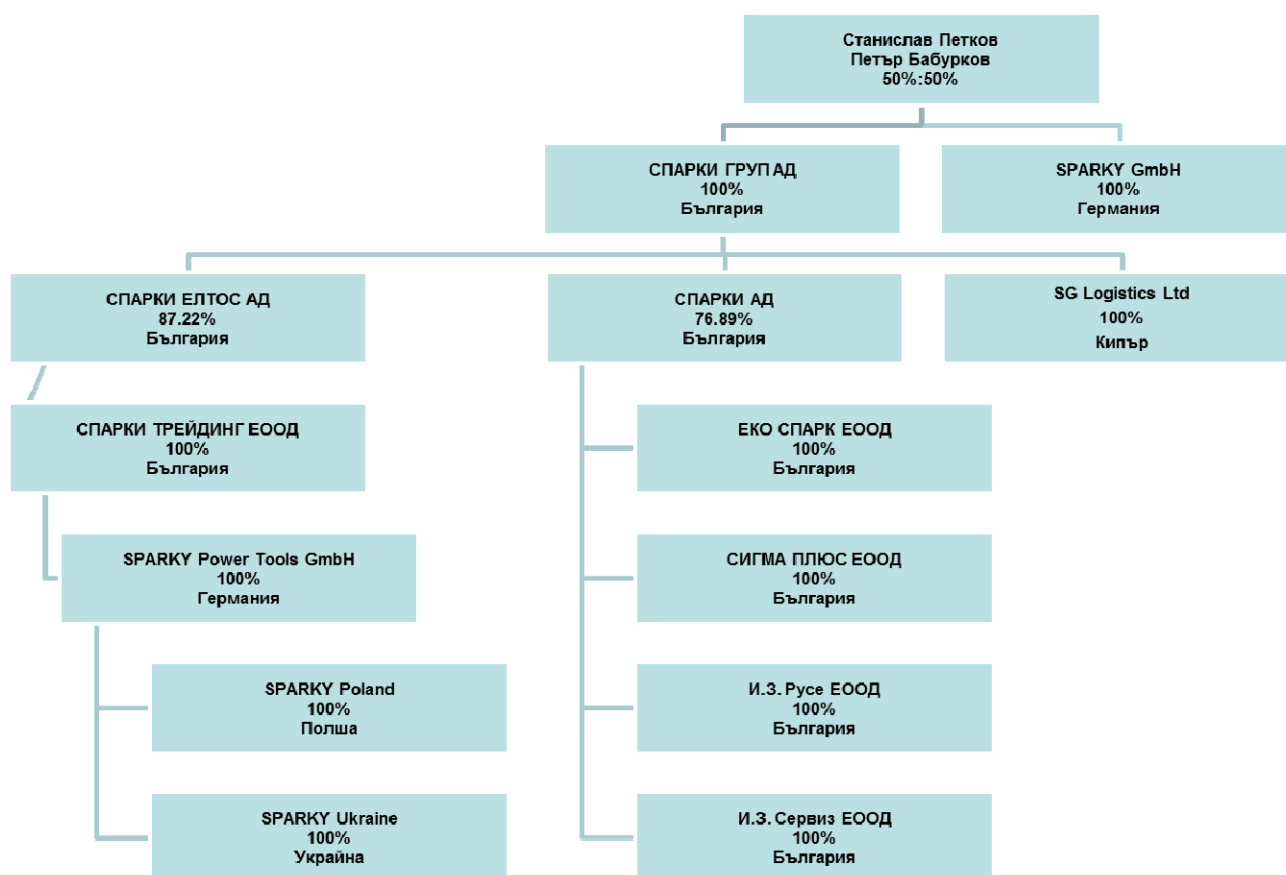 Станислав Петков
Петър Бабурков
50%:50%
СПАРКИ ГРУП АД
100%
България
SPARKY GmbH
100%
Германия
СПАРКИ ЕЛТОС АД
87.22%
България
СПАРКИ АД
76.89%
България
SG Logistics Ltd
100%
Кипър
СПАРКИ ТРЕЙДИНГ ЕООД
100%
България
ЕКО СПАРК ЕООД
100%
България
SPARKY Power Tools GmbH
100%
Германия
СИГМА ПЛЮС ЕООД
100%
България
SPARKY Poland
100%
Полша
И.З. Русе ЕООД
100%
България
SPARKY Ukraine
100%
Украйна
И.З. Сервиз ЕООД
100%
България